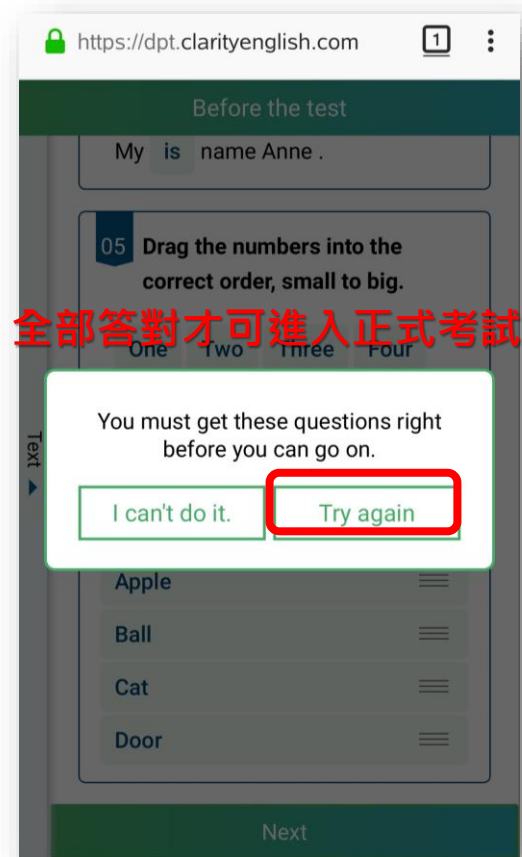 https://dpt.clarityenglish.com 1
Before the test
My is name Anne .
05 Drag the numbers into the
correct order, small to big.
全部答對才可進入正式考試
One Two Three Four
You must get these questions right
before you can go on.
I can't do it. Try again
Text
Apple
Ball
Cat
Door
Next